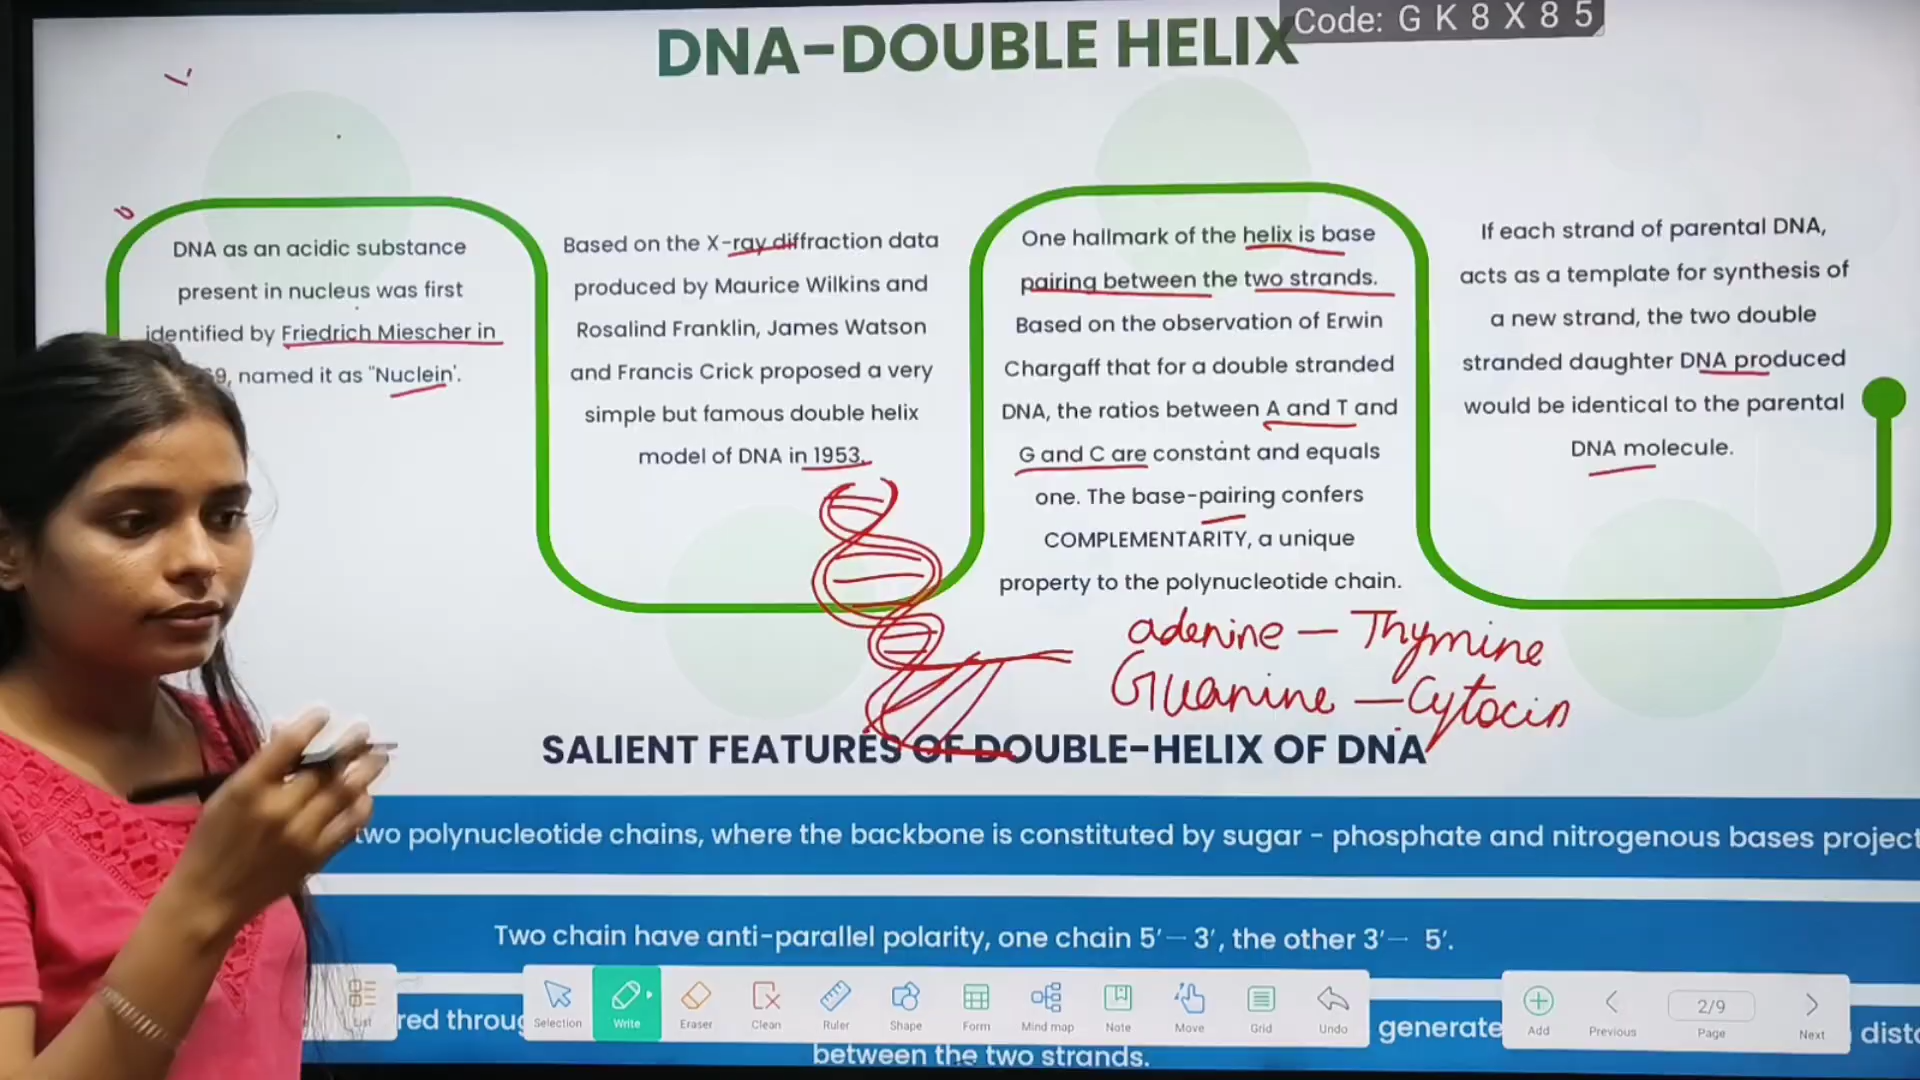 Code: G K 8 X 8 5
DNA-DOUBLE HELIX
DNA as an acidic substance
present in nucleus was first
identified by Friedrich Miescher in
9, named it as "Nuclein'.
Based on the X-ray diffraction data
produced by Maurice Wilkins and
Rosalind Franklin, James Watson
and Francis Crick proposed a very
simple but famous double helix
model of DNA in 1953.
One hallmark of the helix is base
pairing between the two strands.
Based on the observation of Erwin
Chargaff that for a double stranded
DNA, the ratios between A and T and
G and C are constant and equals
one. The base-pairing confers
COMPLEMENTARITY, a unique
property to the polynucleotide chain.
If each strand of parental DNA,
acts as a template for synthesis of
a new strand, the two double
stranded daughter DNA produced
would be identical to the parental
DNA molecule.
adenine — Thymine
Guanine — Cytocin
SALIENT FEATURES OF DOUBLE-HELIX OF DNA
two polynucleotide chains, where the backbone is constituted by sugar - phosphate and nitrogenous bases project
Two chain have anti-parallel polarity, one chain 5′— 3′, the other 3′— 5′.
red throu generate dist
between the two strands.
List
Selection Write Eraser Clean Ruler Shape Form Mind map Note Move Grid Undo
Add Previous 2/9 Page Next